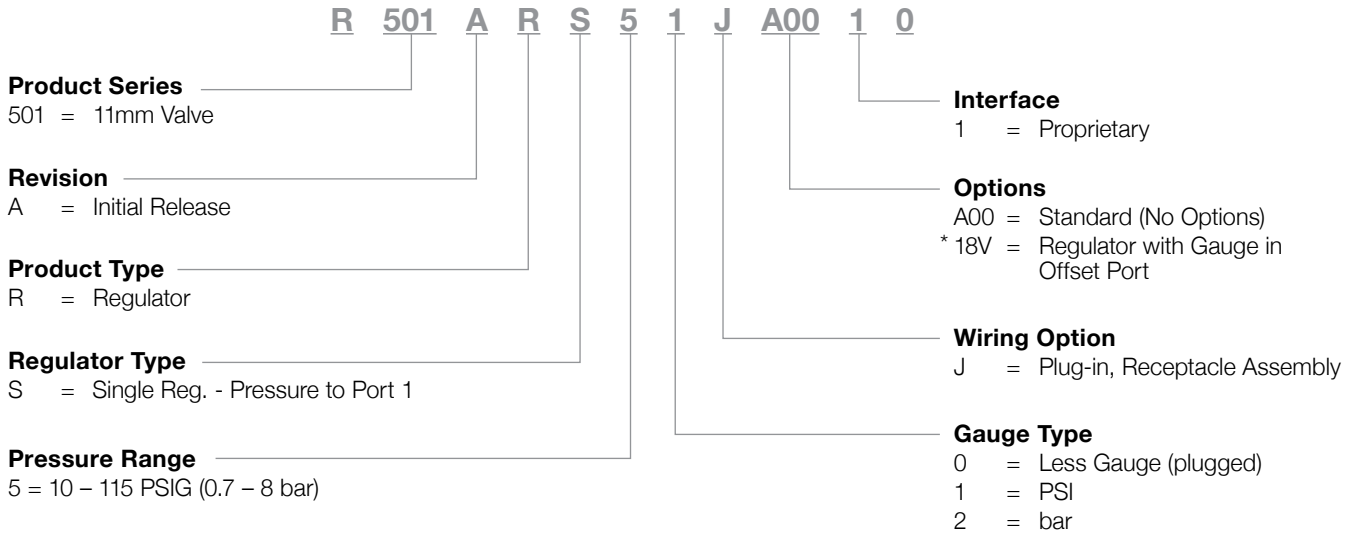 R 501 A R S 5 1 J A00 1 0
Product Series
501 = 11mm Valve
Revision
A = Initial Release
Product Type
R = Regulator
Regulator Type
S = Single Reg. - Pressure to Port 1
Pressure Range
5 = 10 – 115 PSIG (0.7 – 8 bar)
Interface
1 = Proprietary
Options
A00 = Standard (No Options)
* 18V = Regulator with Gauge in
Offset Port
Wiring Option
J = Plug-in, Receptacle Assembly
Gauge Type
0 = Less Gauge (plugged)
1 = PSI
2 = bar